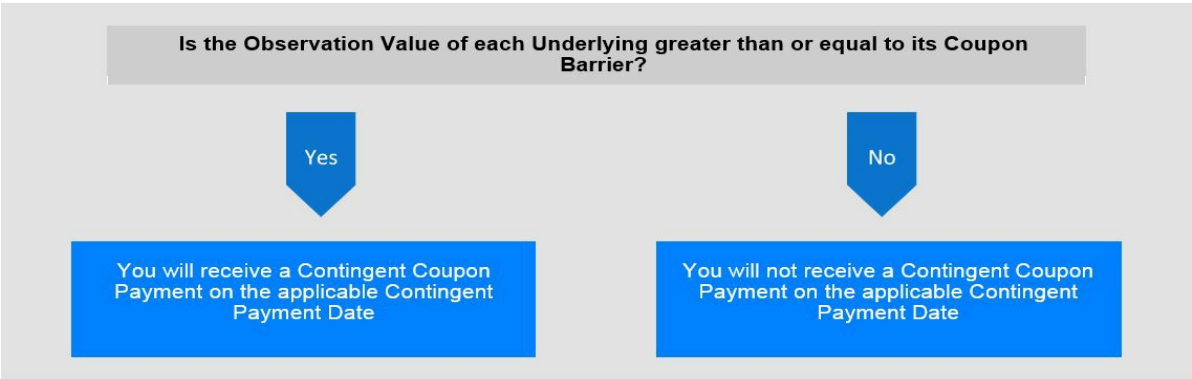 Is the Observation Value of each Underlying greater than or equal to its Coupon
Barrier?
Yes
No
You will receive a Contingent Coupon
Payment on the applicable Contingent
Payment Date
You will not receive a Contingent Coupon
Payment on the applicable Contingent
Payment Date